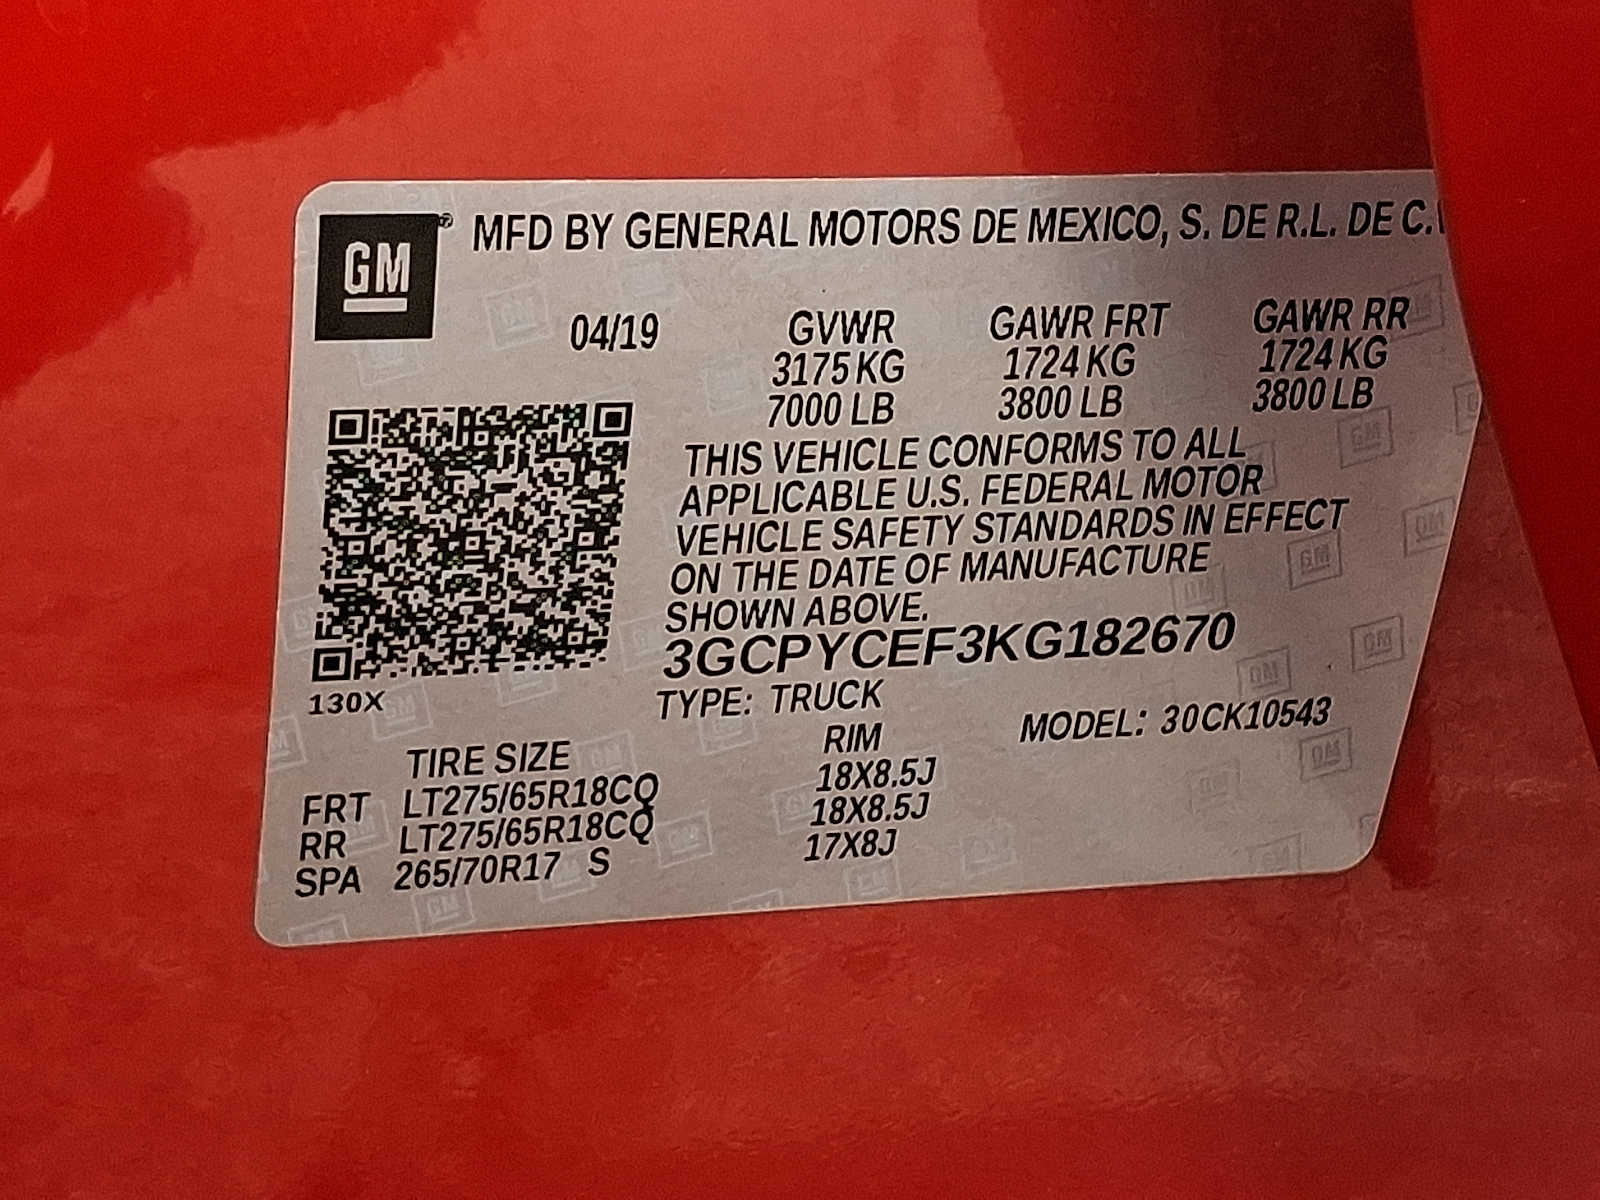 GM
MFD BY GENERAL MOTORS DE MEXICO, S. DE R.L. DE C.
04/19 GVWR GAWR FRT GAWR RR
3175 KG 1724 KG 1724 KG
7000 LB 3800 LB 3800 LB
THIS VEHICLE CONFORMS TO ALL
APPLICABLE U.S. FEDERAL MOTOR
VEHICLE SAFETY STANDARDS IN EFFECT
ON THE DATE OF MANUFACTURE
SHOWN ABOVE.
3GCPYCEF3KG182670
130X
TYPE: TRUCK MODEL: 30CK10543
TIRE SIZE RIM
FRT LT275/65R18CQ 18X8.5J
RR LT275/65R18CQ 18X8.5J
SPA 265/70R17 S 17X8J